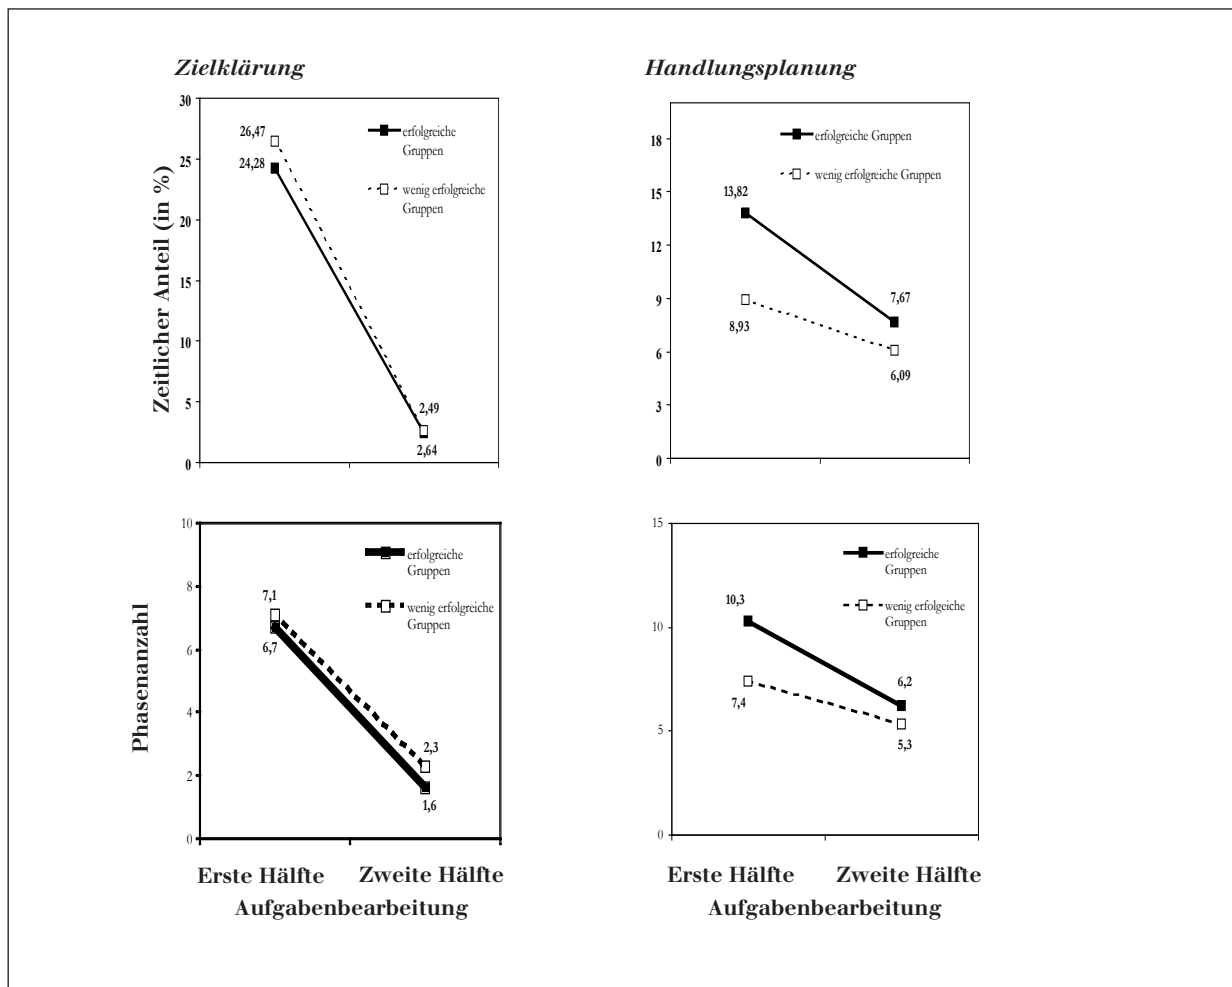 Zielklärung
30
25
20
15
10
5
0
Zeitlicher Anteil (in %)
26,47
24,28
2,49
2,64
erfolgreiche
Gruppen
wenig erfolgreiche
Gruppen
Handlungsplanung
18
15
12
9
6
3
0
13,82
8,93
7,67
6,09
erfolgreiche Gruppen
wenig erfolgreiche Gruppen
10
8
6
4
2
0
Phasenanzahl
7,1
6,7
2,3
1,6
erfolgreiche
Gruppen
wenig erfolgreiche
Gruppen
Erste Hälfte Zweite Hälfte
Aufgabenbearbeitung
15
10
5
0
10,3
7,4
6,2
5,3
erfolgreiche
Gruppen
wenig erfolgeiche
Gruppen
Erste Hälfte Zweite Hälfte
Aufgabenbearbeitung